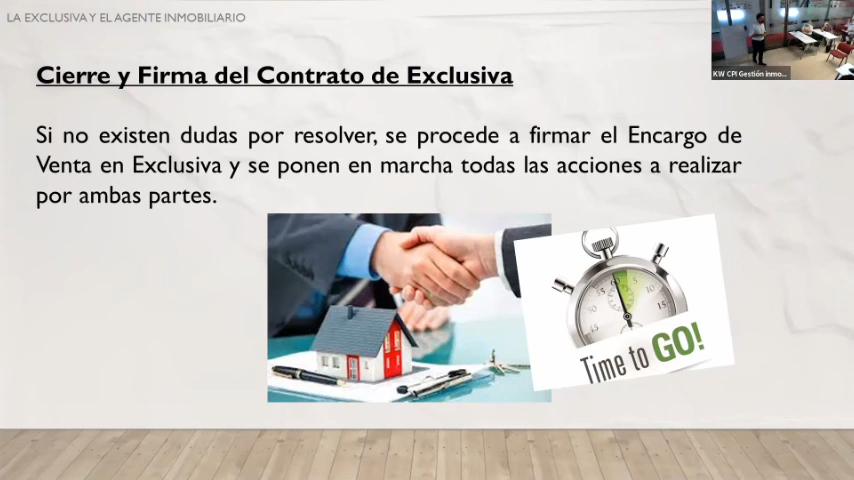 LA EXCLUSIVA Y EL AGENTE INMOBILIARIO
KW CPI Gestión inmo...
Cierre y Firma del Contrato de Exclusiva
Si no existen dudas por resolver, se procede a firmar el Encargo de
Venta en Exclusiva y se ponen en marcha todas las acciones a realizar
por ambas partes.
Time to GO!